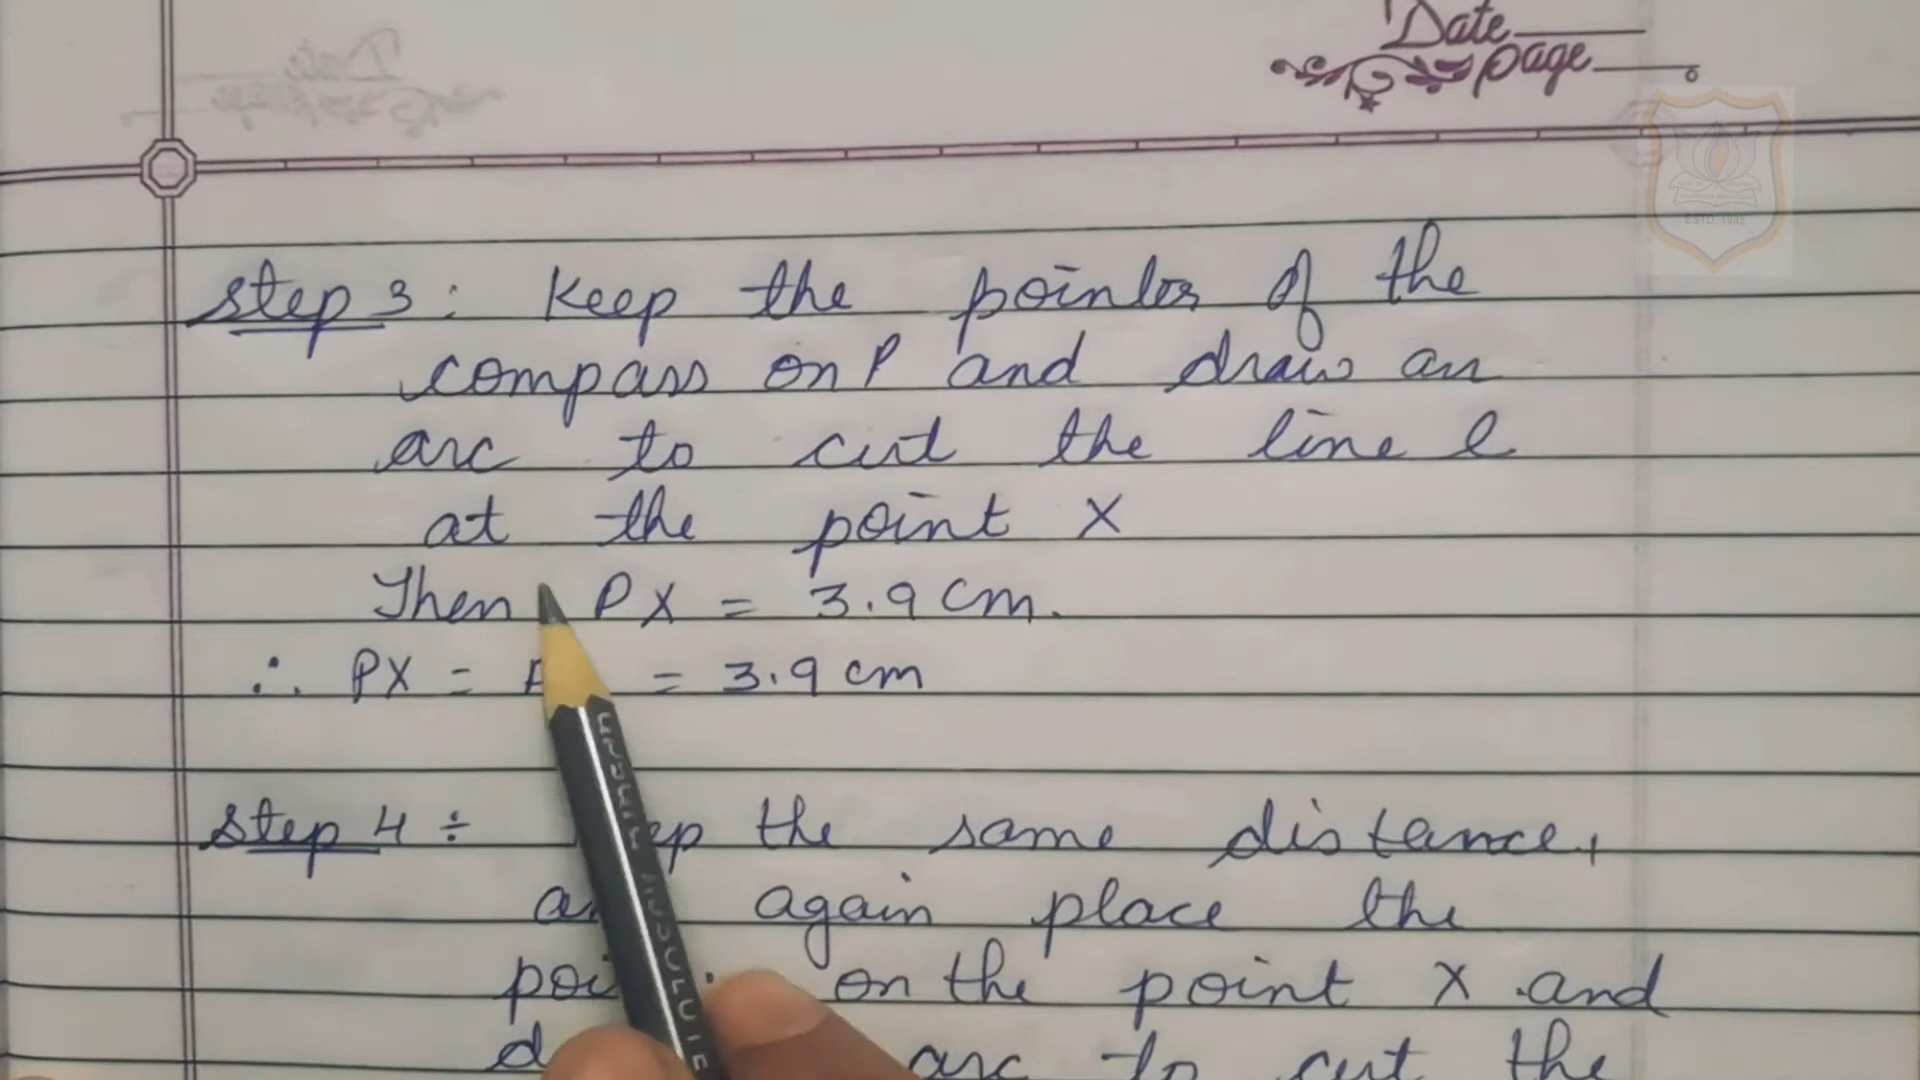 Date
Page
ESTD. 1982
Step 3: Keep the pointer of the
compass on P and draw an
arc to cut the line l
at the point X
Then PX = 3.9 cm.
∴ PX = = 3.9 cm
Step 4 ÷ the same distance,
again place the
on the point X and
arc to cut the